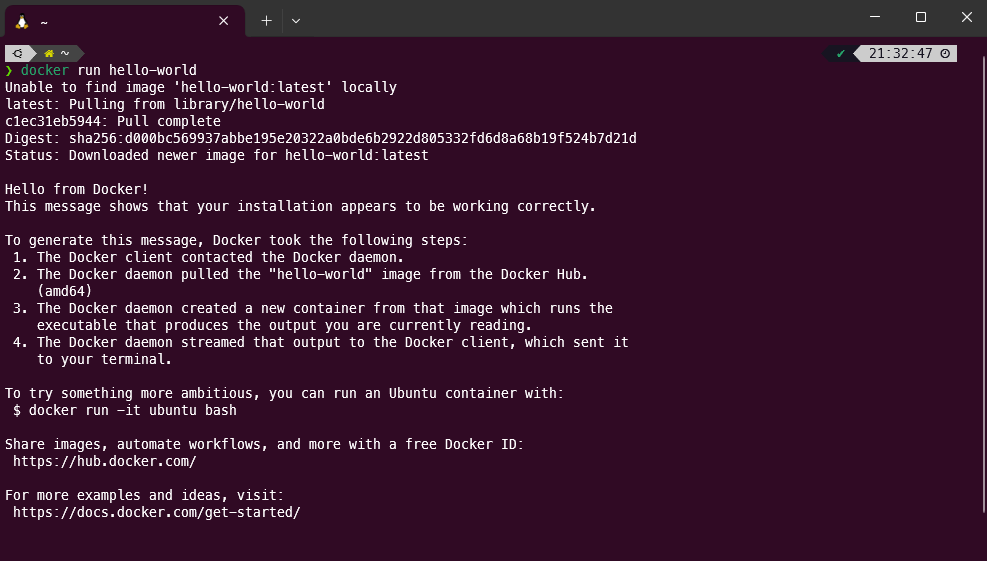 ~
~ 21:32:47
❯ docker run hello-world
Unable to find image 'hello-world:latest' locally
latest: Pulling from library/hello-world
c1ec31eb5944: Pull complete
Digest: sha256:d000bc569937abbe195e20322a0bde6b2922d805332fd6d8a68b19f524b7d21d
Status: Downloaded newer image for hello-world:latest

Hello from Docker!
This message shows that your installation appears to be working correctly.

To generate this message, Docker took the following steps:
 1. The Docker client contacted the Docker daemon.
 2. The Docker daemon pulled the "hello-world" image from the Docker Hub.
    (amd64)
 3. The Docker daemon created a new container from that image which runs the
    executable that produces the output you are currently reading.
 4. The Docker daemon streamed that output to the Docker client, which sent it
    to your terminal.

To try something more ambitious, you can run an Ubuntu container with:
 $ docker run -it ubuntu bash

Share images, automate workflows, and more with a free Docker ID:
 https://hub.docker.com/

For more examples and ideas, visit:
 https://docs.docker.com/get-started/